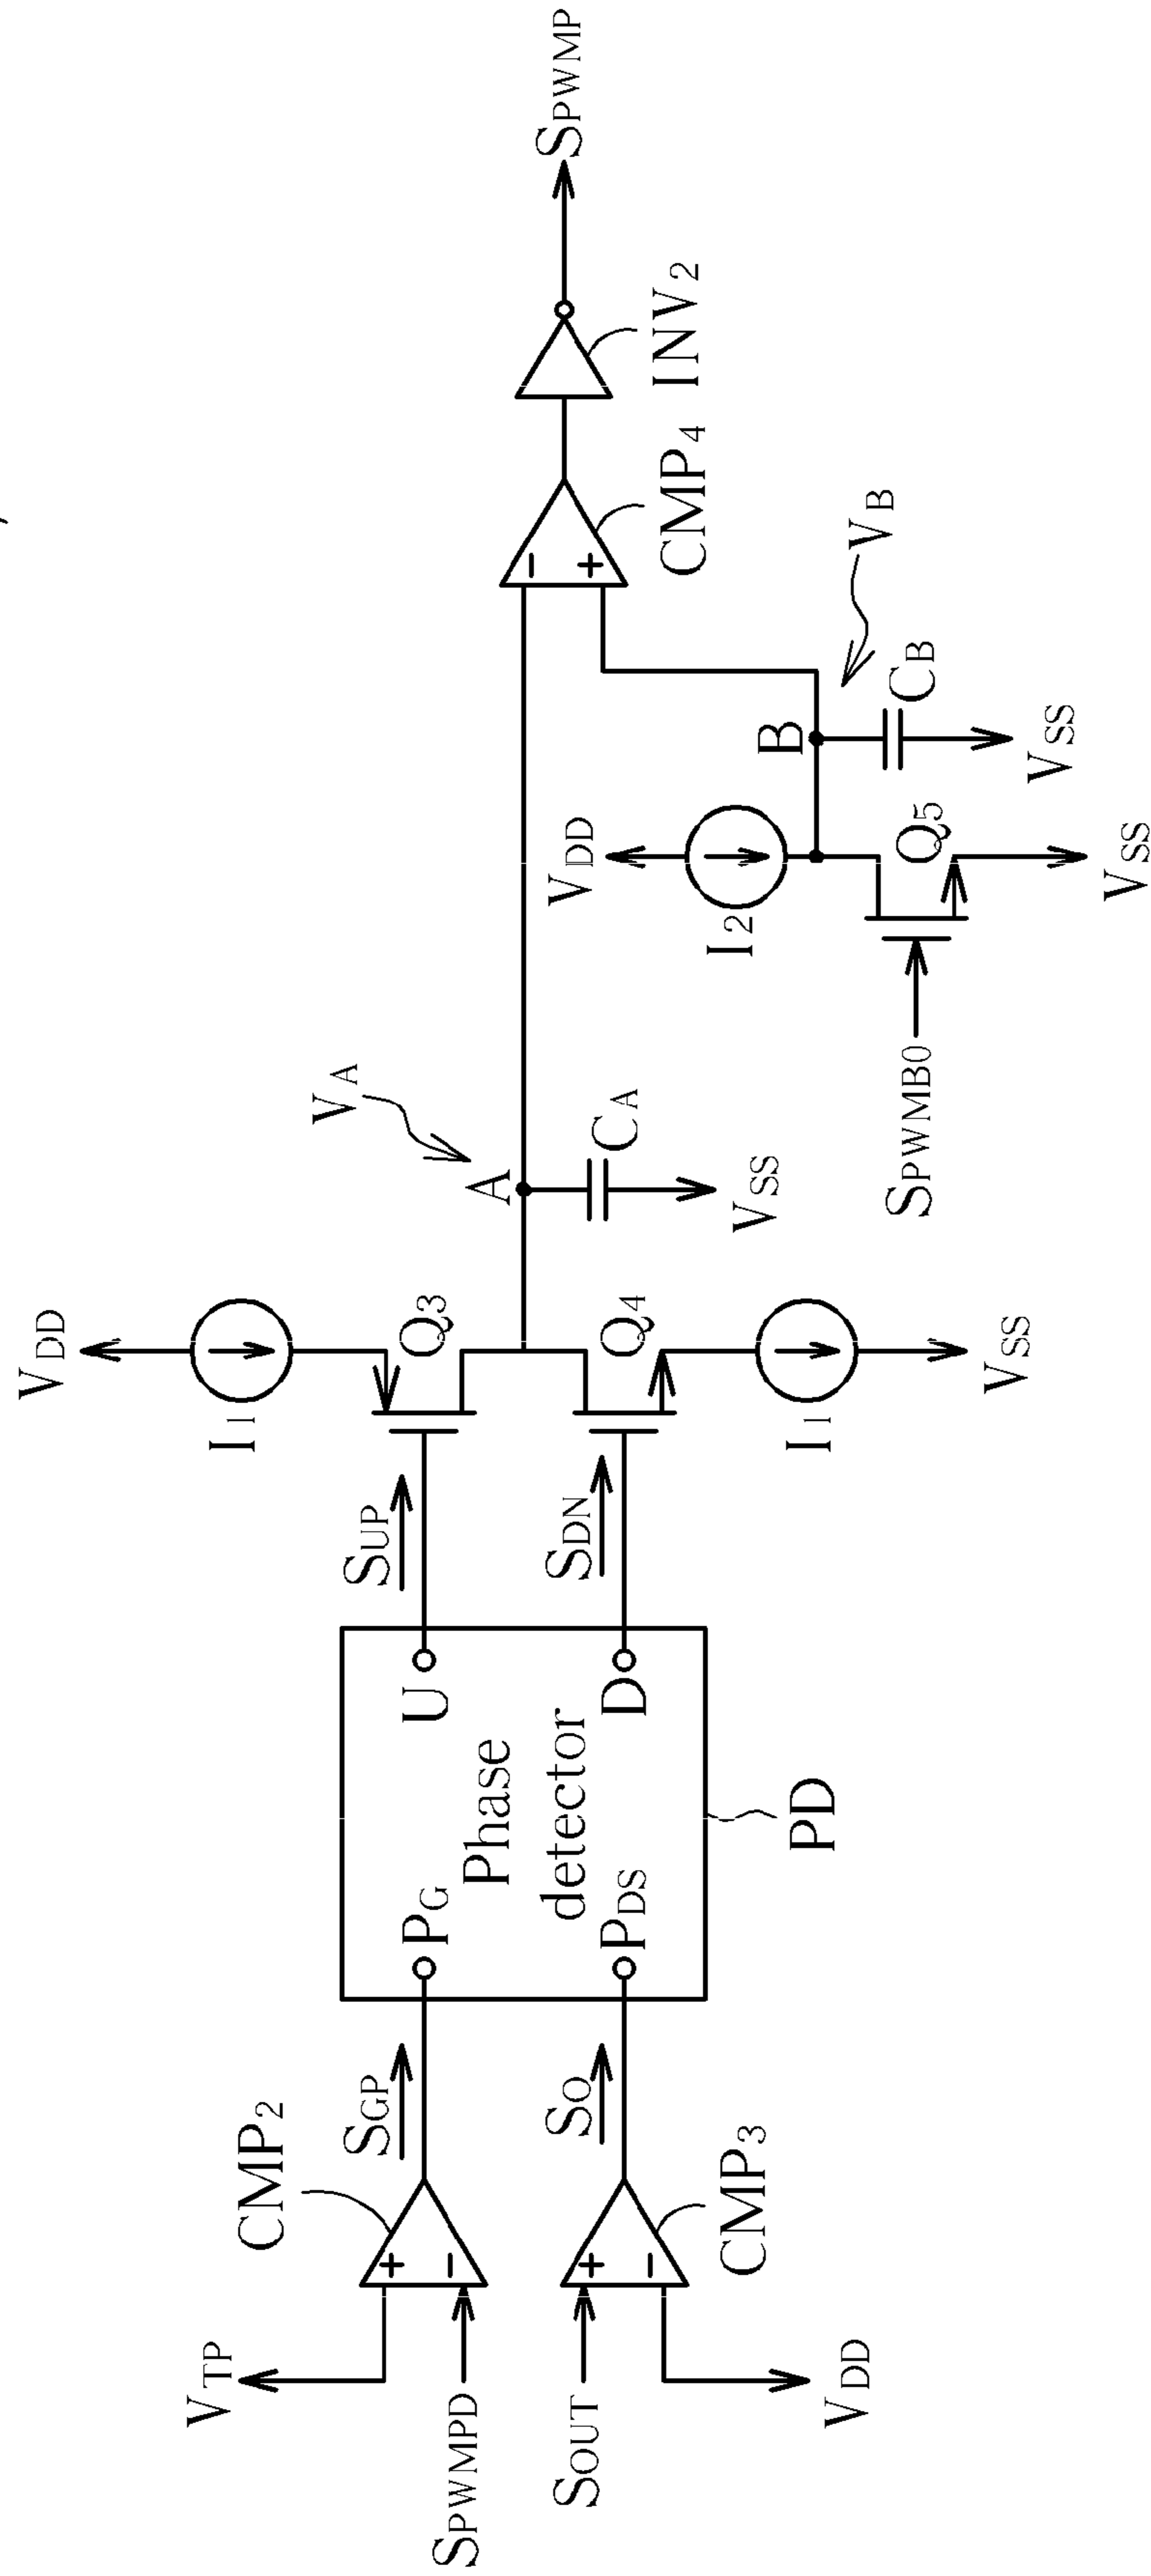 VTP
SPWMPD
CMP2
SOUT
VDD
CMP3
SGP
SO
PG
PDS
Phase
detector
U
D
PD
SUP
SDN
VDD
I1
Q3
Q4
I1
VSS
VA
A
CA
VSS
SPWMB0
VDD
I2
Q5
VSS
B
VB
CB
VSS
CMP4
INV2
SPWMP